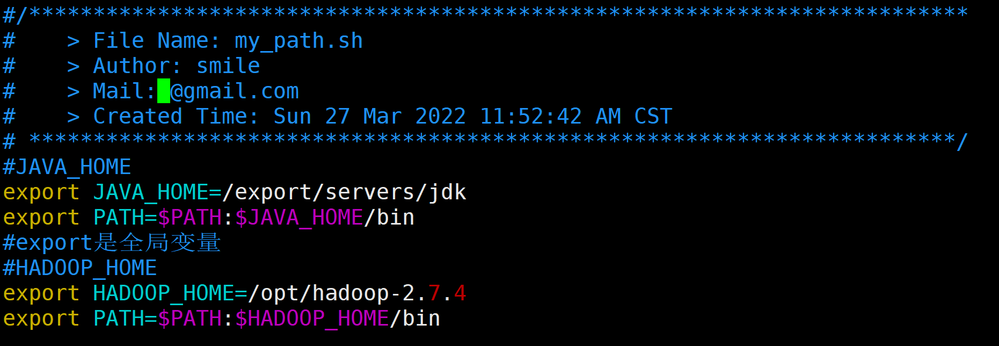 #/*************************************************************************
#    > File Name: my_path.sh
#    > Author: smile
#    > Mail: @gmail.com
#    > Created Time: Sun 27 Mar 2022 11:52:42 AM CST
# ************************************************************************/
#JAVA_HOME
export JAVA_HOME=/export/servers/jdk
export PATH=$PATH:$JAVA_HOME/bin
#export是全局变量
#HADOOP_HOME
export HADOOP_HOME=/opt/hadoop-2.7.4
export PATH=$PATH:$HADOOP_HOME/bin